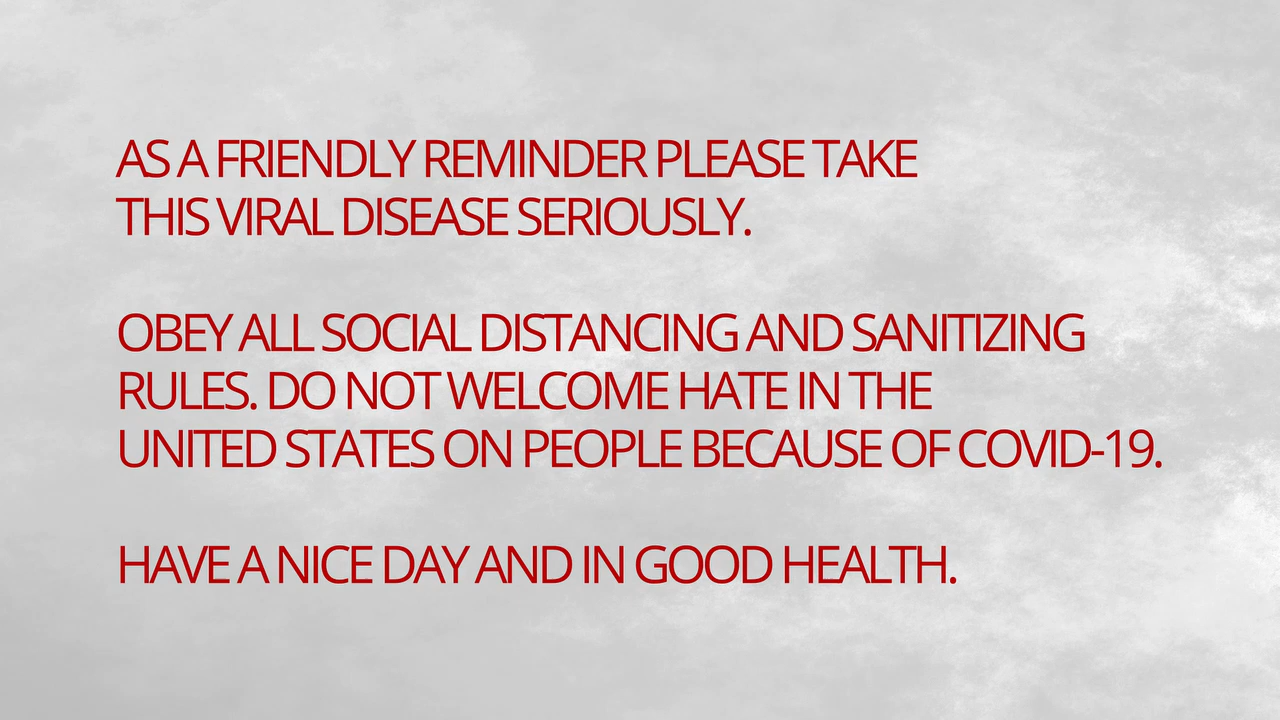 AS A FRIENDLY REMINDER PLEASE TAKE
THIS VIRAL DISEASE SERIOUSLY.
OBEY ALL SOCIAL DISTANCING AND SANITIZING
RULES. DO NOT WELCOME HATE IN THE
UNITED STATES ON PEOPLE BECAUSE OF COVID-19.
HAVE A NICE DAY AND IN GOOD HEALTH.